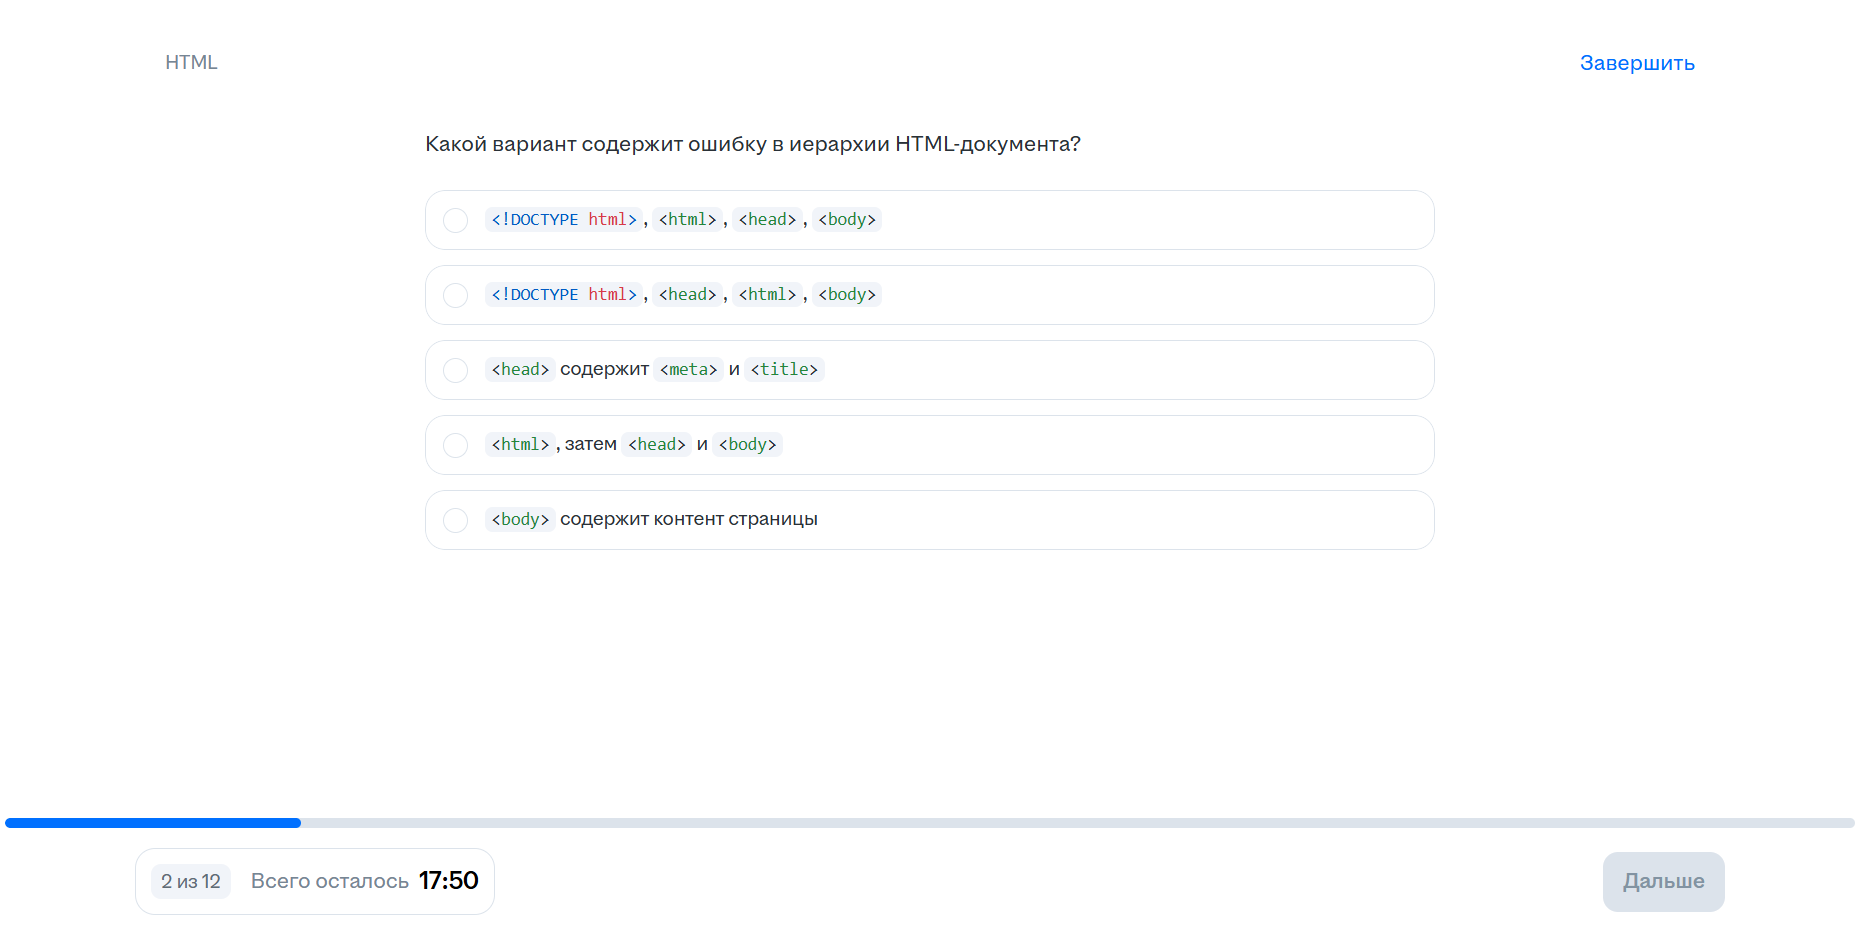 HTML
Завершить
Какой вариант содержит ошибку в иерархии HTML-документа?
<!DOCTYPE html>, <html>, <head>, <body>
<!DOCTYPE html>, <head>, <html>, <body>
<head> содержит <meta> и <title>
<html>, затем <head> и <body>
<body> содержит контент страницы
2 из 12 Всего осталось 17:50
Дальше